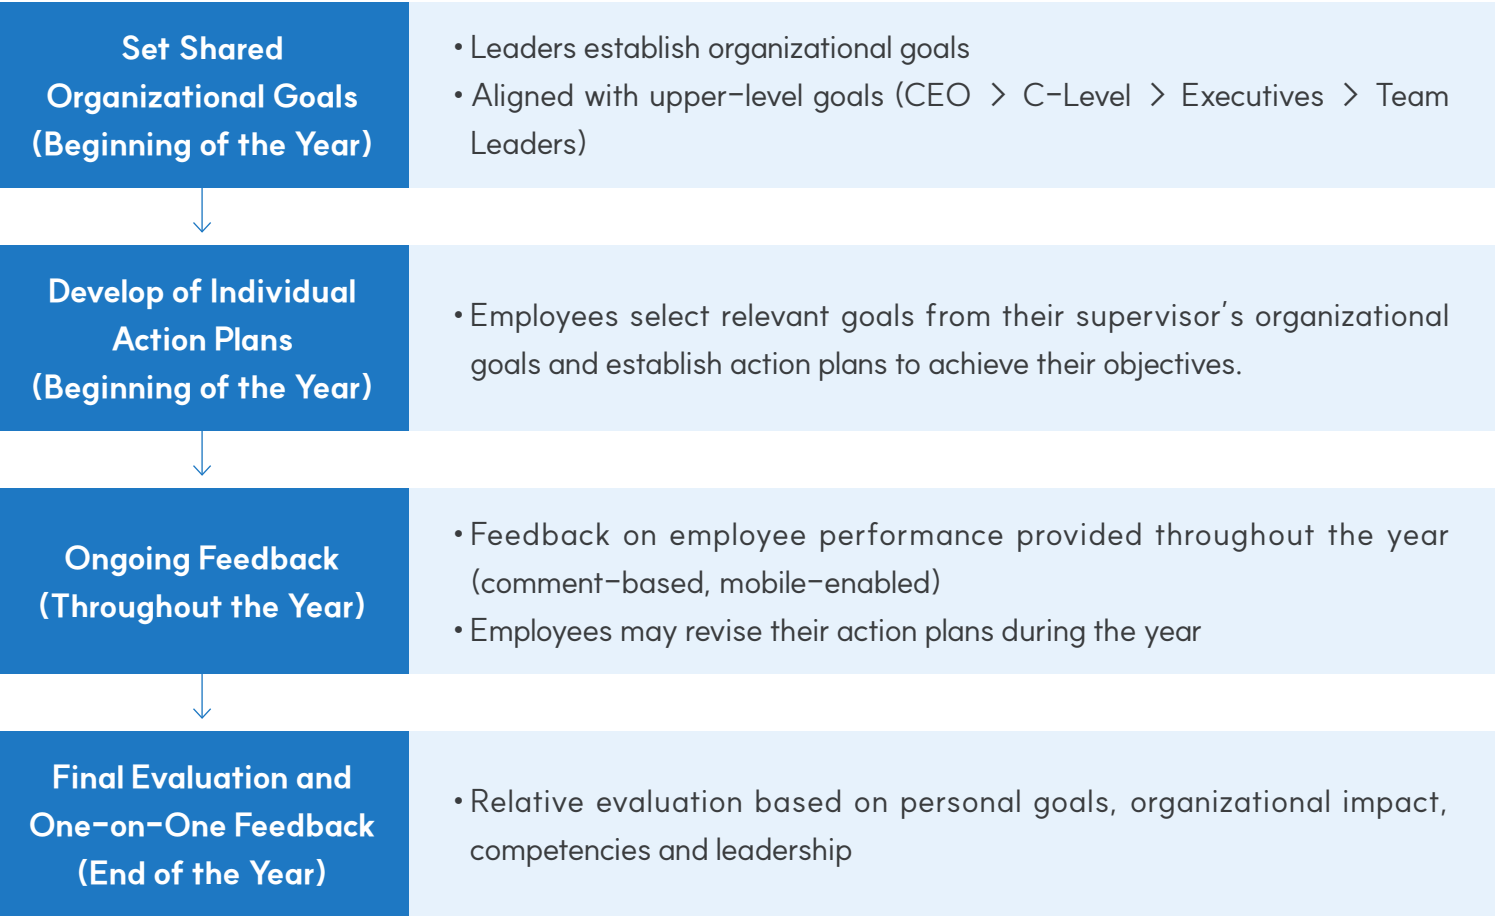 Set Shared
Organizational Goals
(Beginning of the Year)
• Leaders establish organizational goals
• Aligned with upper-level goals (CEO > C-Level > Executives > Team
Leaders)
Develop of Individual
Action Plans
(Beginning of the Year)
• Employees select relevant goals from their supervisor's organizational
goals and establish action plans to achieve their objectives.
Ongoing Feedback
(Throughout the Year)
• Feedback on employee performance provided throughout the year
(comment-based, mobile-enabled)
• Employees may revise their action plans during the year
Final Evaluation and
One-on-One Feedback
(End of the Year)
• Relative evaluation based on personal goals, organizational impact,
competencies and leadership